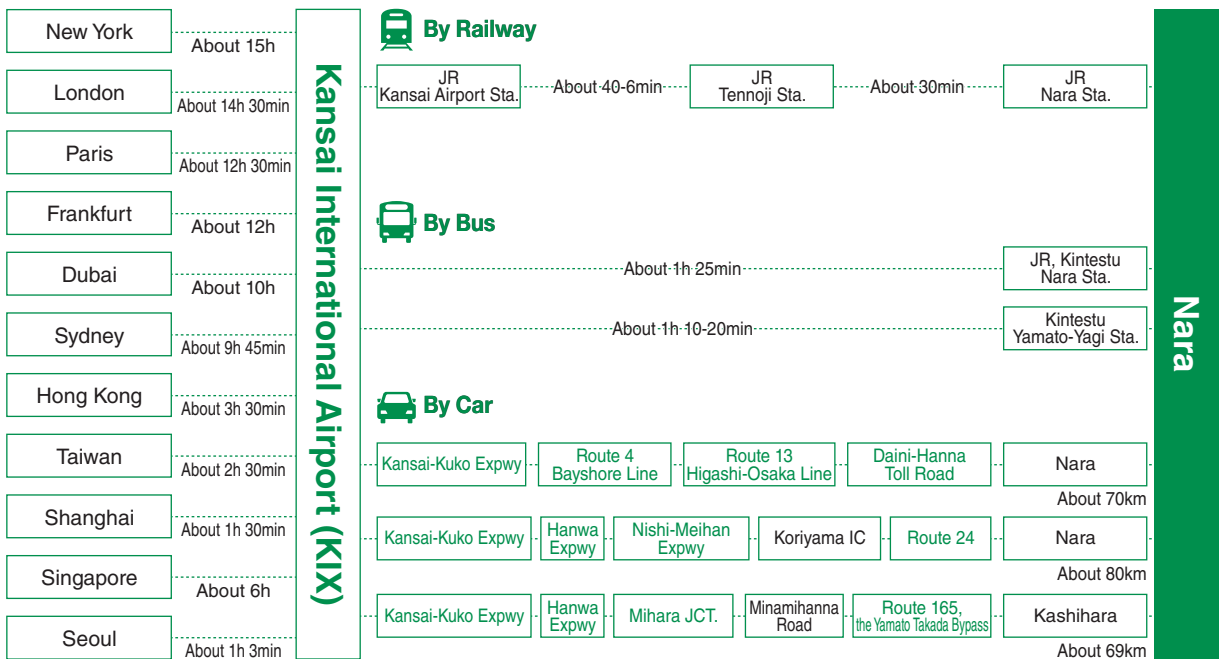 New York
About 15h
London
About 14h 30min
Paris
About 12h 30min
Frankfurt
About 12h
Dubai
About 10h
Sydney
About 9h 45min
Hong Kong
About 3h 30min
Taiwan
About 2h 30min
Shanghai
About 1h 30min
Singapore
About 6h
Seoul
About 1h 3min
Kansai International Airport (KIX)
By Railway
JR
Kansai Airport Sta.
About 40-6min
JR
Tennoji Sta.
About 30min
JR
Nara Sta.
By Bus
About 1h 25min
JR, Kintestu
Nara Sta.
About 1h 10-20min
Kintestu
Yamato-Yagi Sta.
By Car
Kansai-Kuko Expwy
Route 4
Bayshore Line
Route 13
Higashi-Osaka Line
Daini-Hanna
Toll Road
Nara
About 70km
Kansai-Kuko Expwy
Hanwa
Expwy
Nishi-Meihan
Expwy
Koriyama IC
Route 24
Nara
About 80km
Kansai-Kuko Expwy
Hanwa
Expwy
Mihara JCT.
Minamihanna
Road
Route 165,
the Yamato Takada Bypass
Kashihara
About 69km
Nara